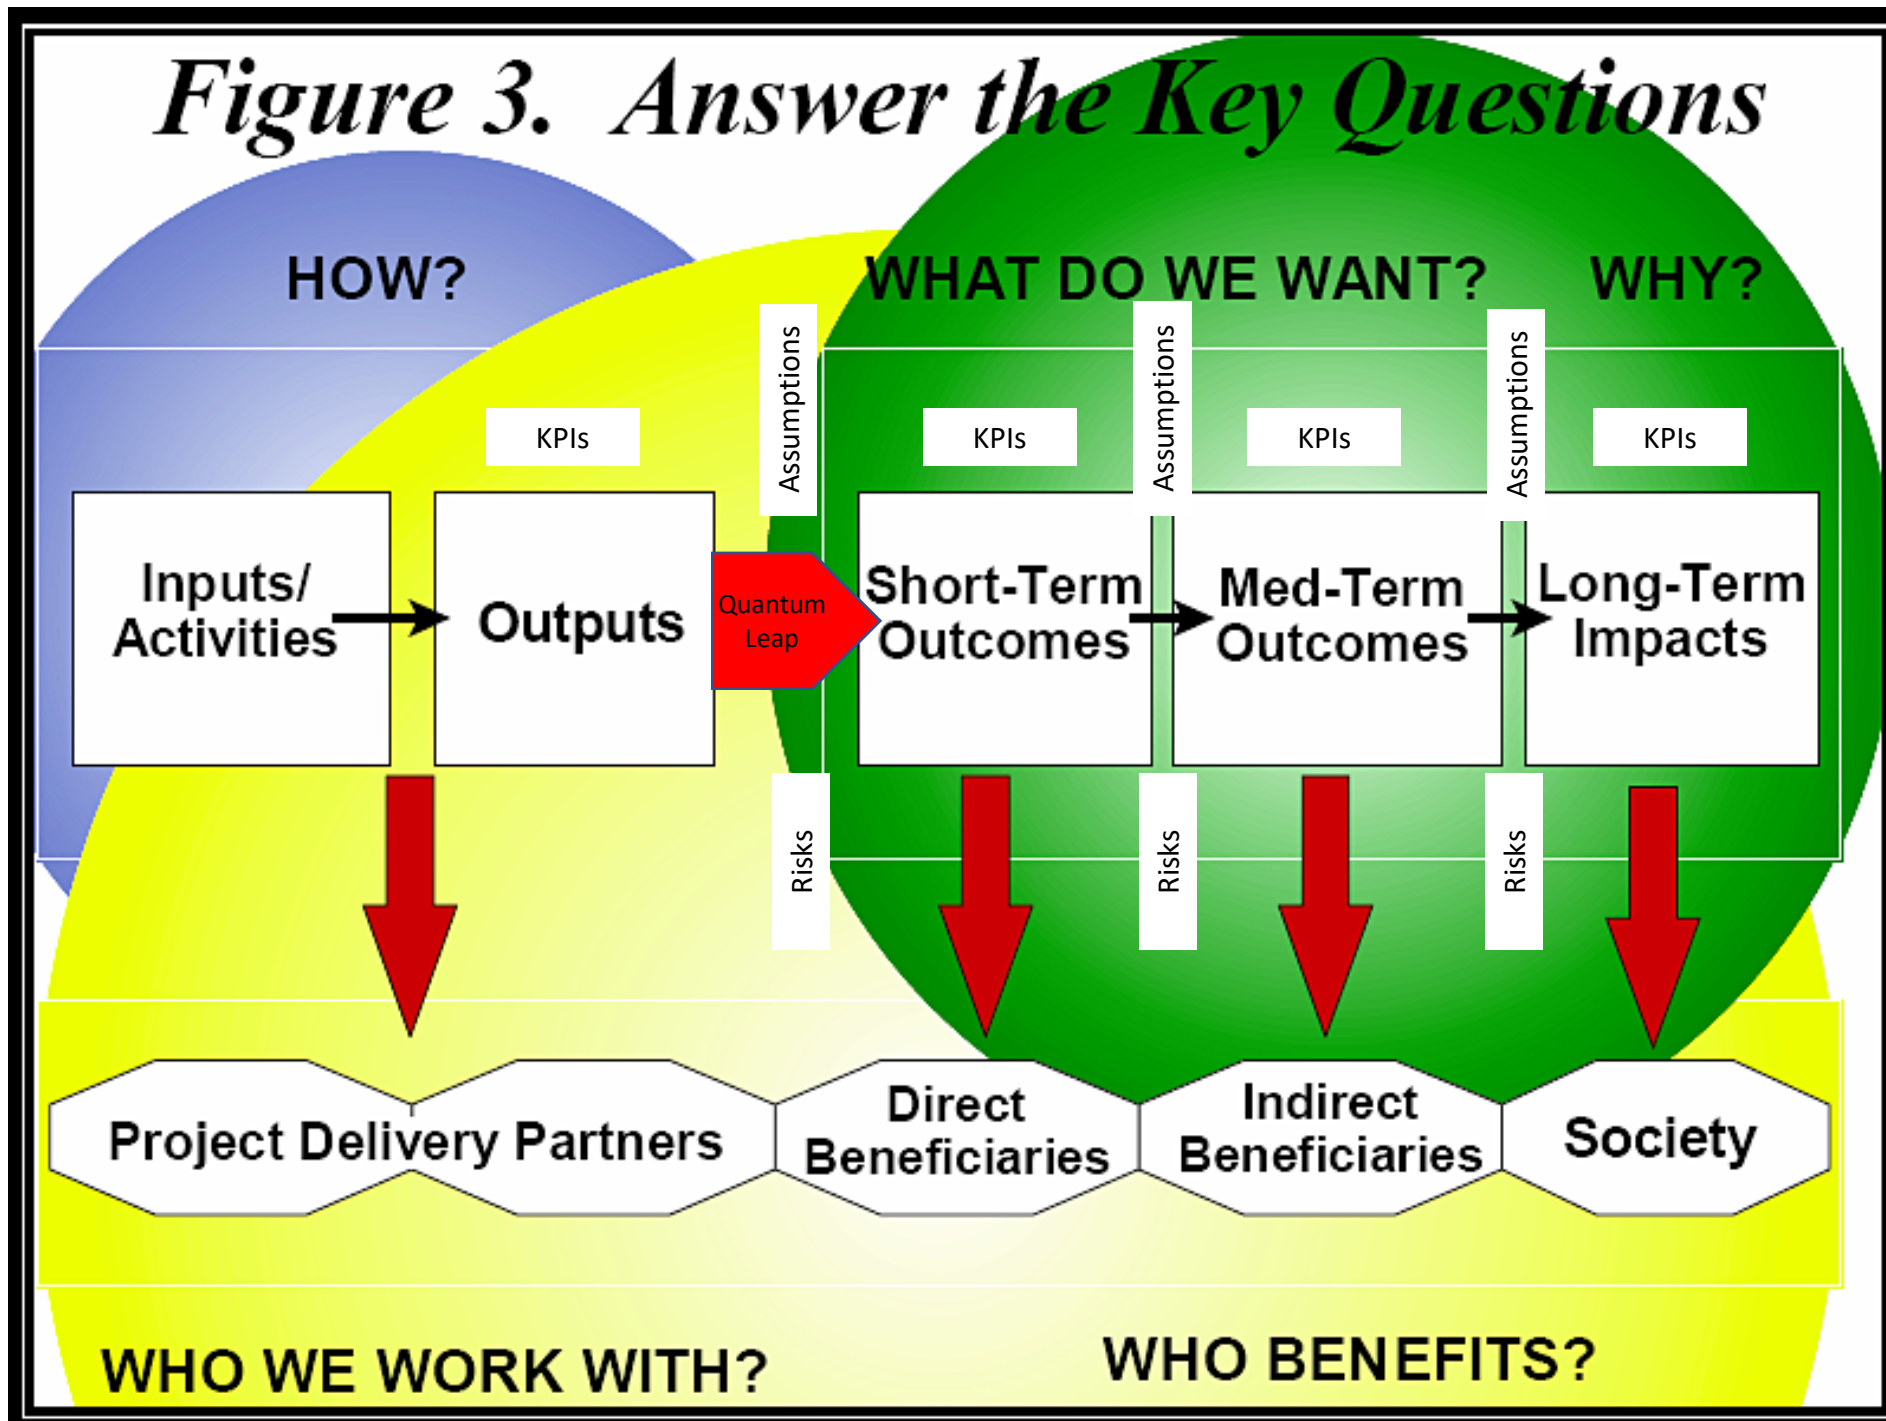 Figure 3. Answer the Key Questions
HOW?
WHAT DO WE WANT?
WHY?
Assumptions
Assumptions
Assumptions
KPIs
KPIs
KPIs
KPIs
Inputs/
Activities
Outputs
Quantum
Leap
Short-Term
Outcomes
Med-Term
Outcomes
Long-Term
Impacts
Risks
Risks
Risks
Project Delivery Partners
Direct
Beneficiaries
Indirect
Beneficiaries
Society
WHO WE WORK WITH?
WHO BENEFITS?